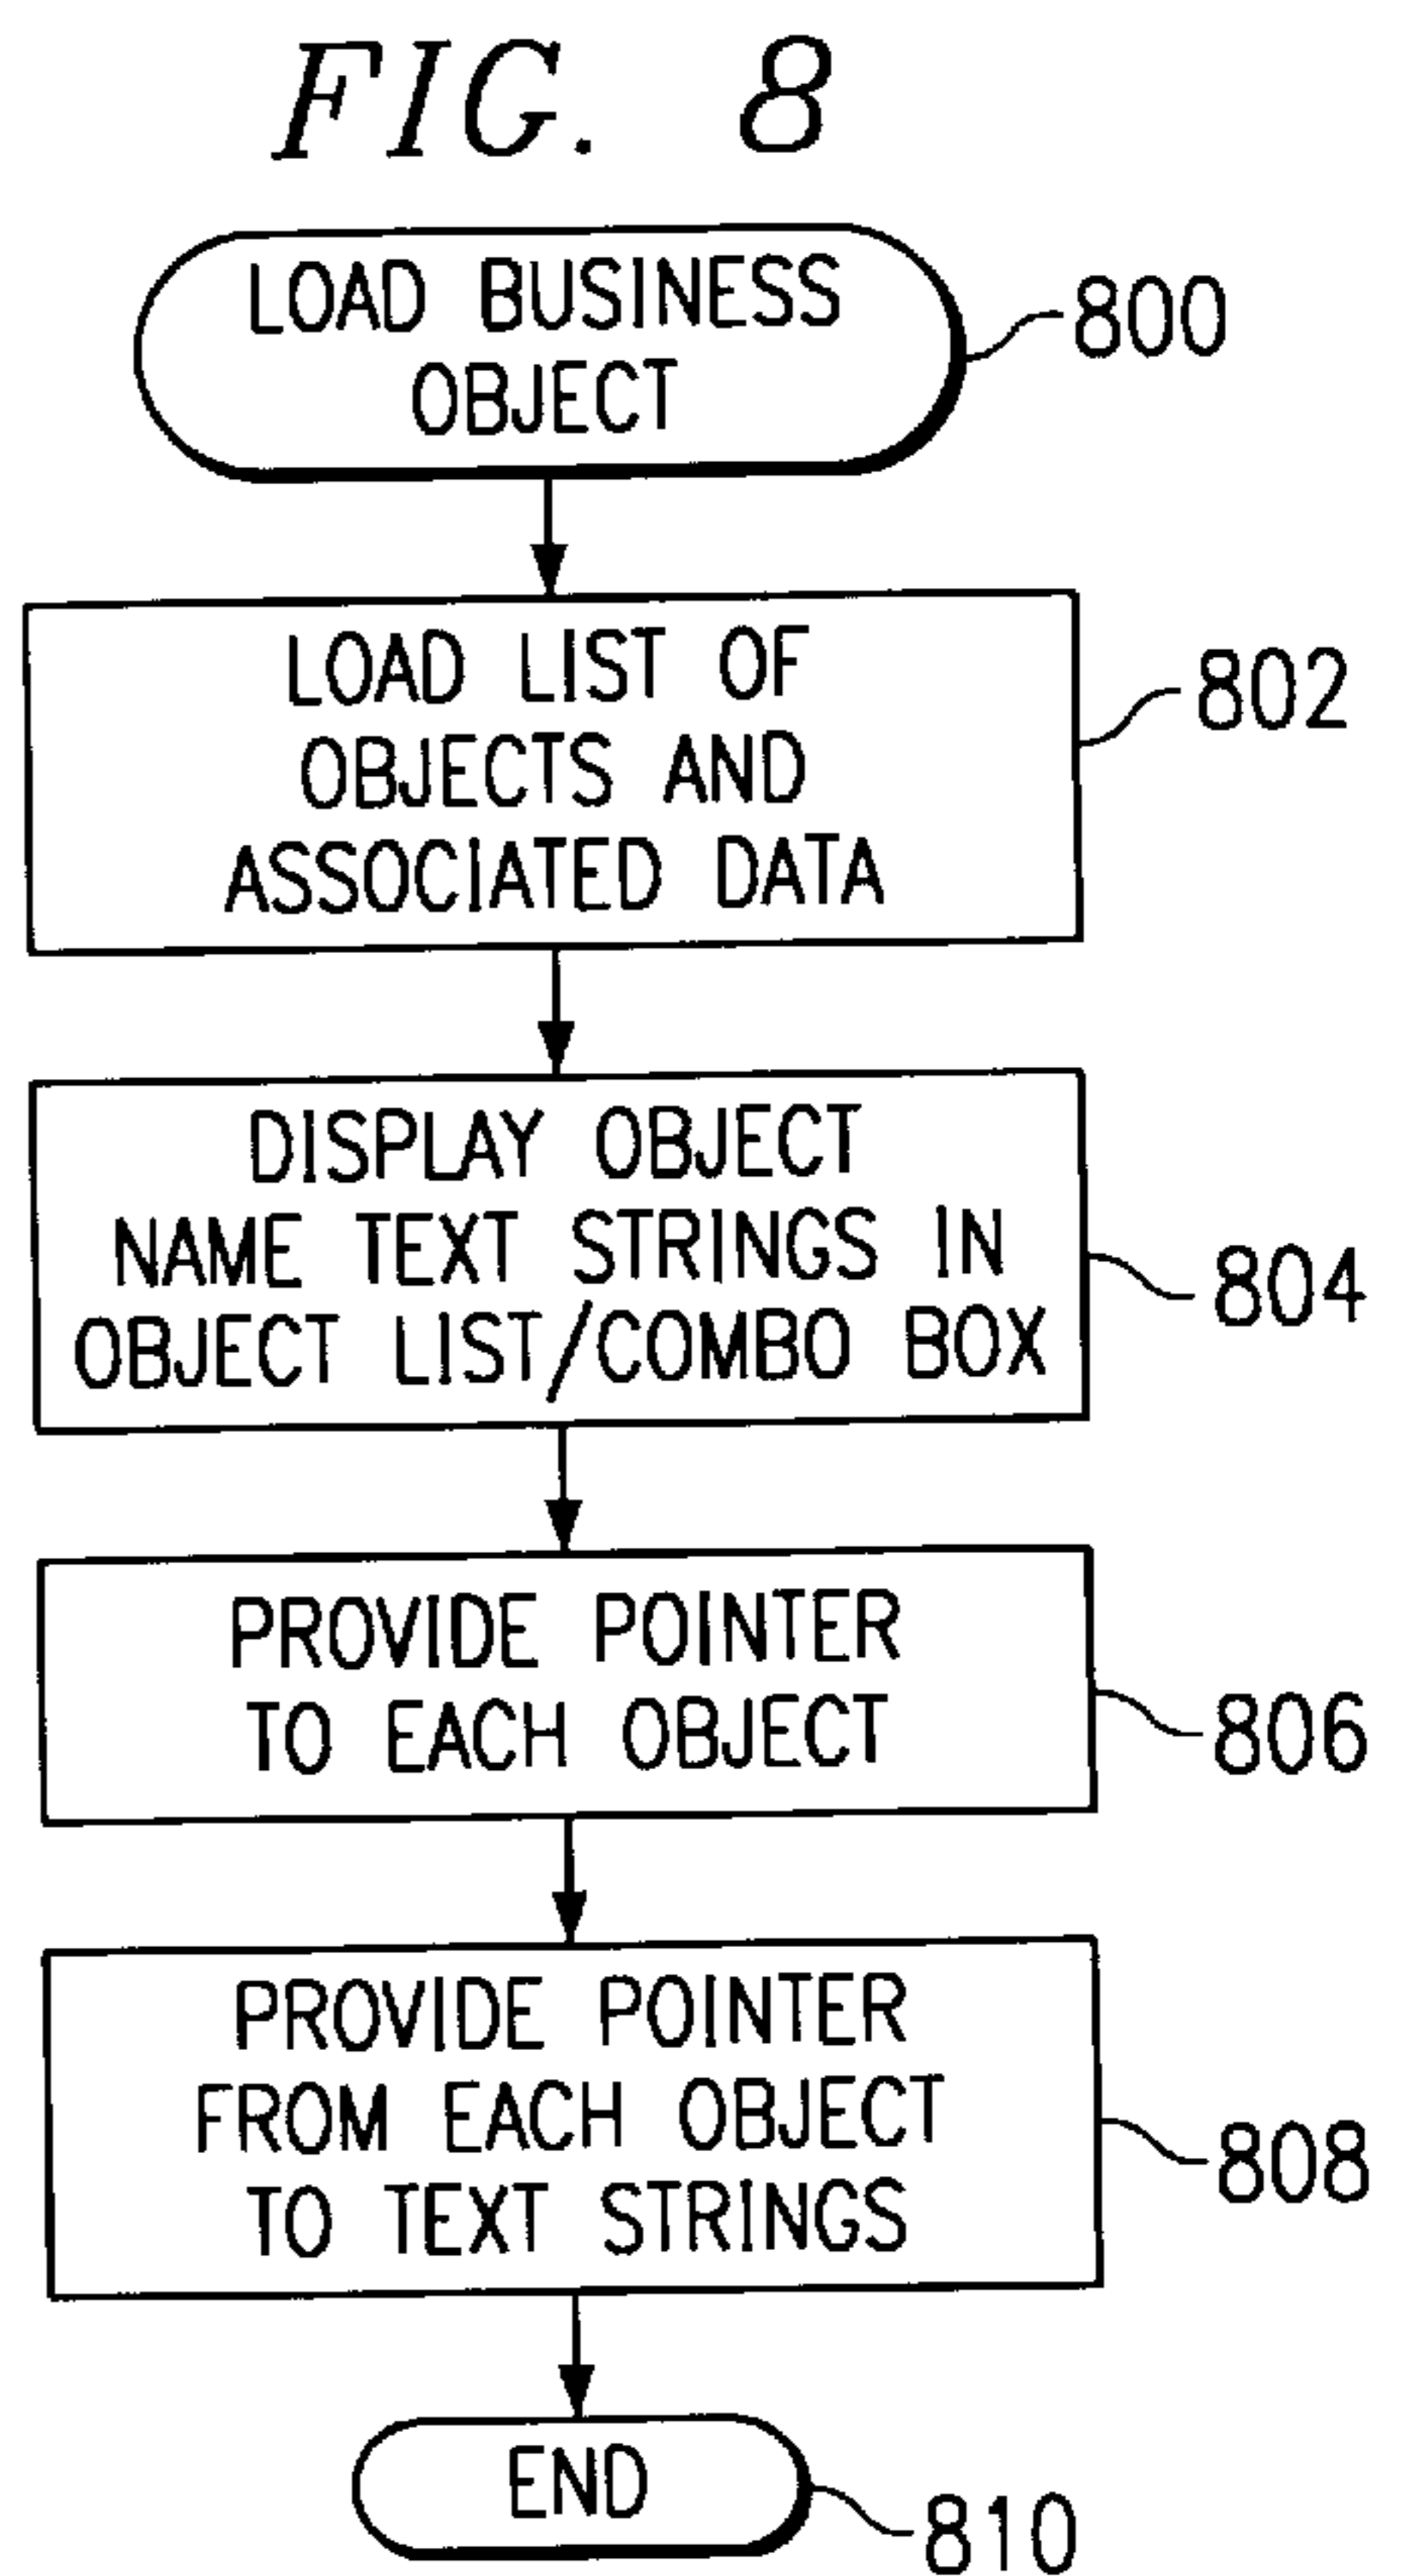 FIG. 8
LOAD BUSINESS
OBJECT
800
LOAD LIST OF
OBJECTS AND
ASSOCIATED DATA
802
DISPLAY OBJECT
NAME TEXT STRINGS IN
OBJECT LIST/COMBO BOX
804
PROVIDE POINTER
TO EACH OBJECT
806
PROVIDE POINTER
FROM EACH OBJECT
TO TEXT STRINGS
808
END
810